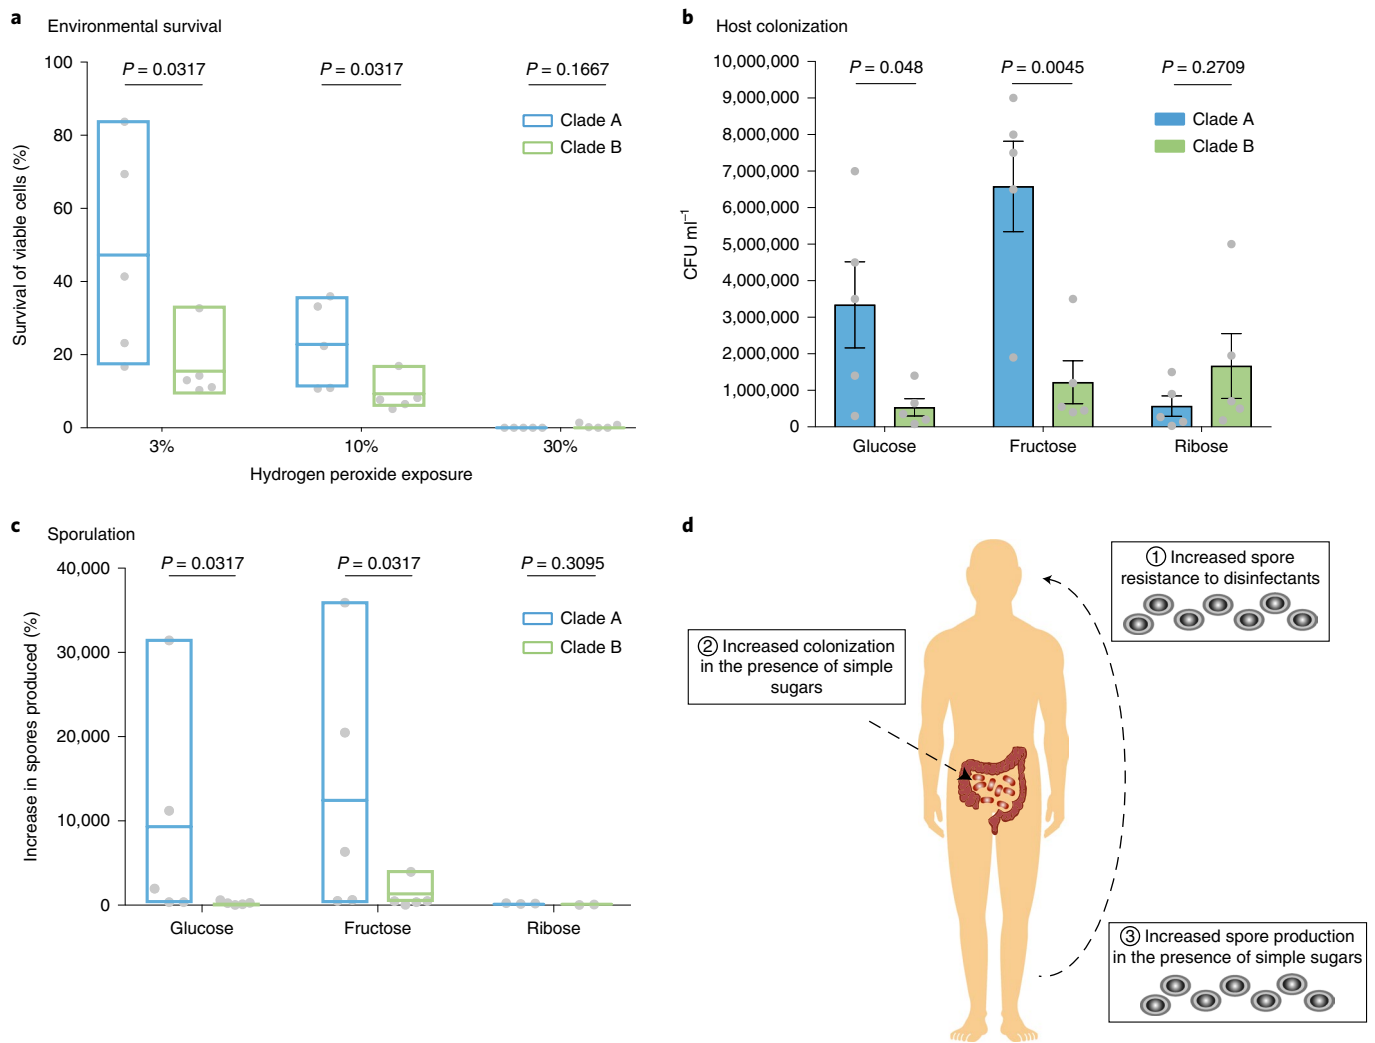 a
Environmental survival
P = 0.0317
P = 0.0317
P = 0.1667
Clade A
Clade B
Survival of viable cells (%)
100
80
60
40
20
0
3%
10%
30%
Hydrogen peroxide exposure
b
Host colonization
P = 0.048
P = 0.0045
P = 0.2709
Clade A
Clade B
CFU ml⁻¹
10,000,000
9,000,000
8,000,000
7,000,000
6,000,000
5,000,000
4,000,000
3,000,000
2,000,000
1,000,000
0
Glucose
Fructose
Ribose
c
Sporulation
P = 0.0317
P = 0.0317
P = 0.3095
Clade A
Clade B
Increase in spores produced (%)
40,000
30,000
20,000
10,000
0
Glucose
Fructose
Ribose
d
① Increased spore
resistance to disinfectants
② Increased colonization
in the presence of simple
sugars
③ Increased spore production
in the presence of simple sugars